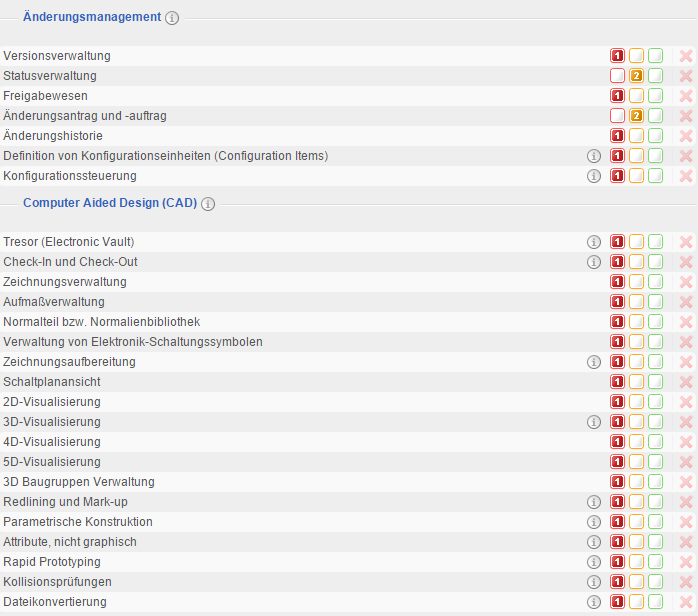 Änderungsmanagement
Versionsverwaltung 1
Statusverwaltung 2
Freigabewesen 1
Änderungsantrag und -auftrag 2
Änderungshistorie 1
Definition von Konfigurationseinheiten (Configuration Items) i 1
Konfigurationssteuerung i 1
Computer Aided Design (CAD) i
Tresor (Electronic Vault) i 1
Check-In und Check-Out i 1
Zeichnungsverwaltung 1
Aufmaßverwaltung 1
Normalteil bzw. Normalienbibliothek 1
Verwaltung von Elektronik-Schaltungssymbolen 1
Zeichnungsaufbereitung i 1
Schaltplanansicht 1
2D-Visualisierung 1
3D-Visualisierung i 1
4D-Visualisierung 1
5D-Visualisierung 1
3D Baugruppen Verwaltung 1
Redlining und Mark-up i 1
Parametrische Konstruktion i 1
Attribute, nicht graphisch i 1
Rapid Prototyping i 1
Kollisionsprüfungen i 1
Dateikonvertierung i 1